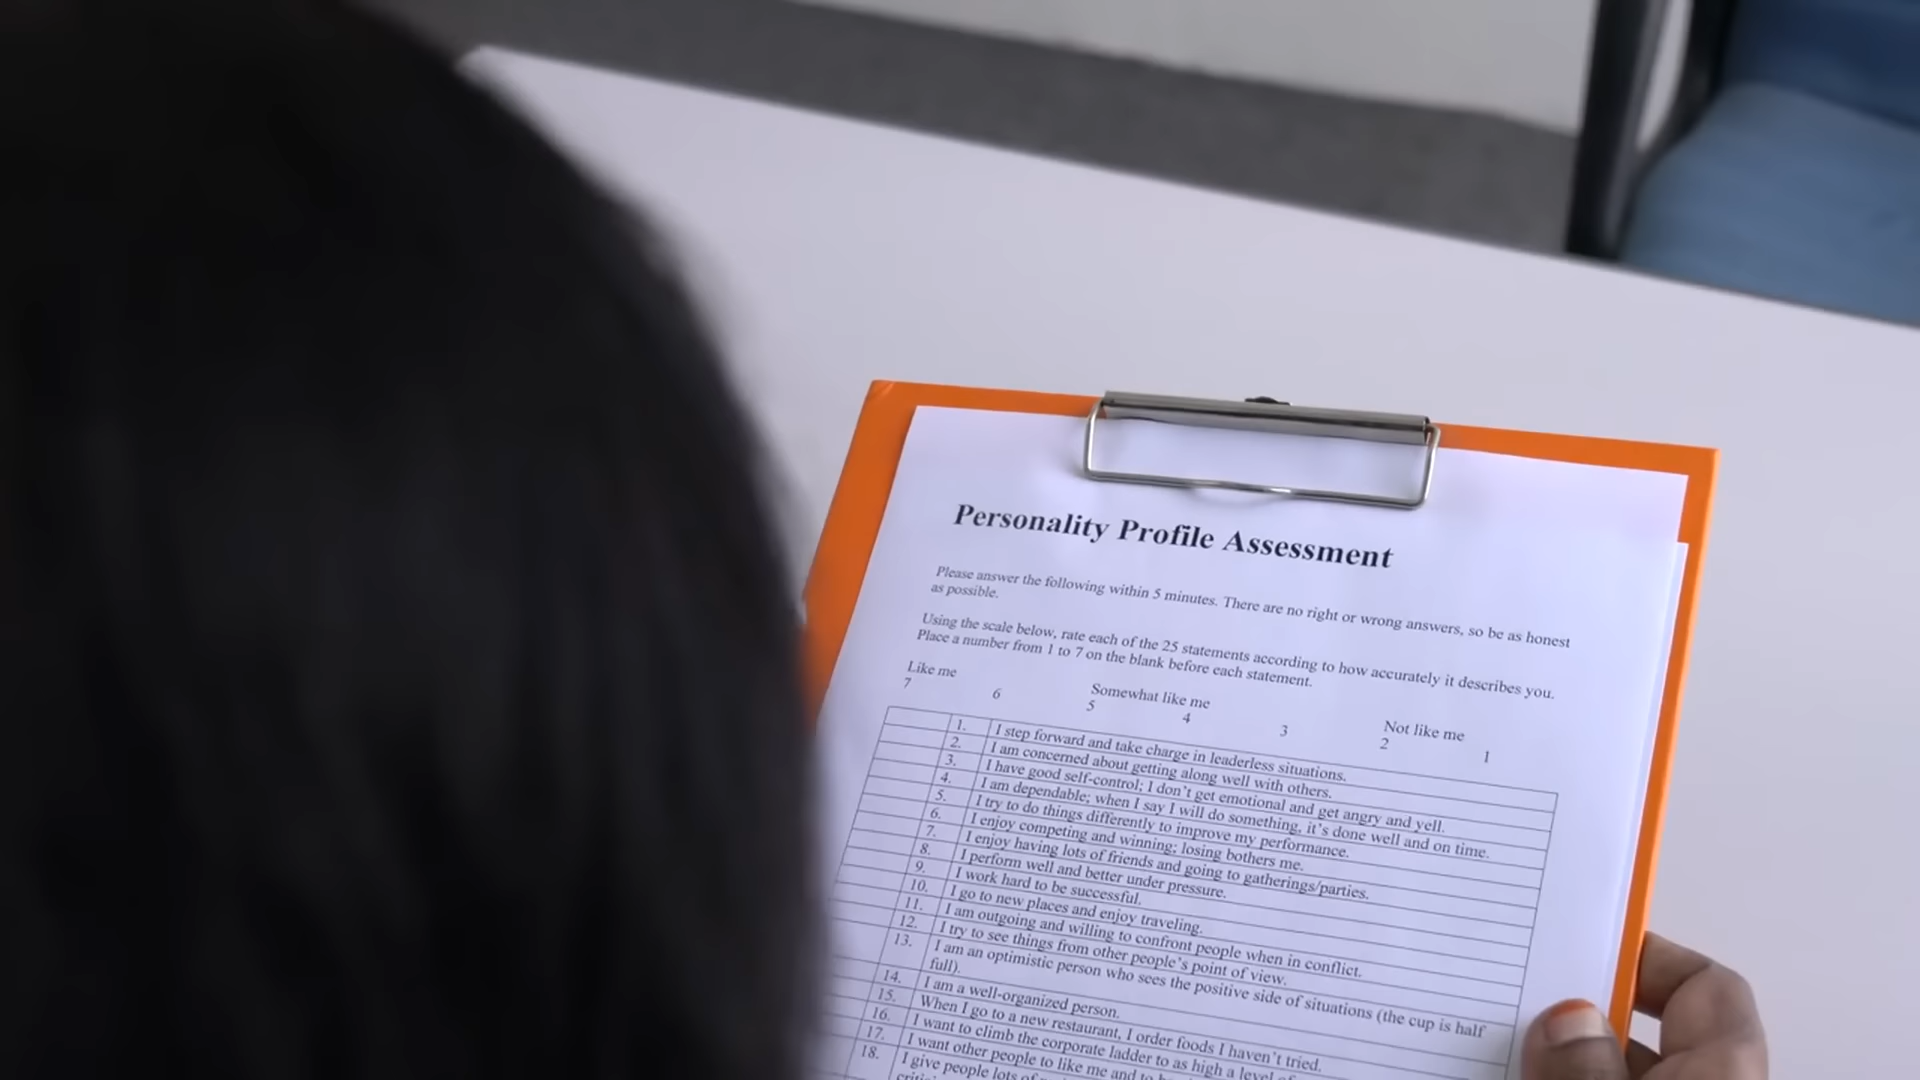 Personality Profile Assessment
Please answer the following within 5 minutes. There are no right or wrong answers, so be as honest
as possible.
Using the scale below, rate each of the 25 statements according to how accurately it describes you.
Place a number from 1 to 7 on the blank before each statement.
Like me Somewhat like me Not like me
7 6 5 4 3 2 1
1. I step forward and take charge in leaderless situations.
2. I am concerned about getting along well with others.
3. I have good self-control; I don't get emotional and get angry and yell.
4. I am dependable; when I say I will do something, it's done well and on time.
5. I try to do things differently to improve my performance.
6. I enjoy competing and winning; losing bothers me.
7. I enjoy having lots of friends and going to gatherings/parties.
8. I perform well and better under pressure.
9. I work hard to be successful.
10. I go to new places and enjoy traveling.
11. I am outgoing and willing to confront people when in conflict.
12. I try to see things from other people's point of view.
13. I am an optimistic person who sees the positive side of situations (the cup is half
full).
14. I am a well-organized person.
15. When I go to a new restaurant, I order foods I haven't tried.
16. I want to climb the corporate ladder to as high a level
17. I want other people to like me and to
18. I give people lots